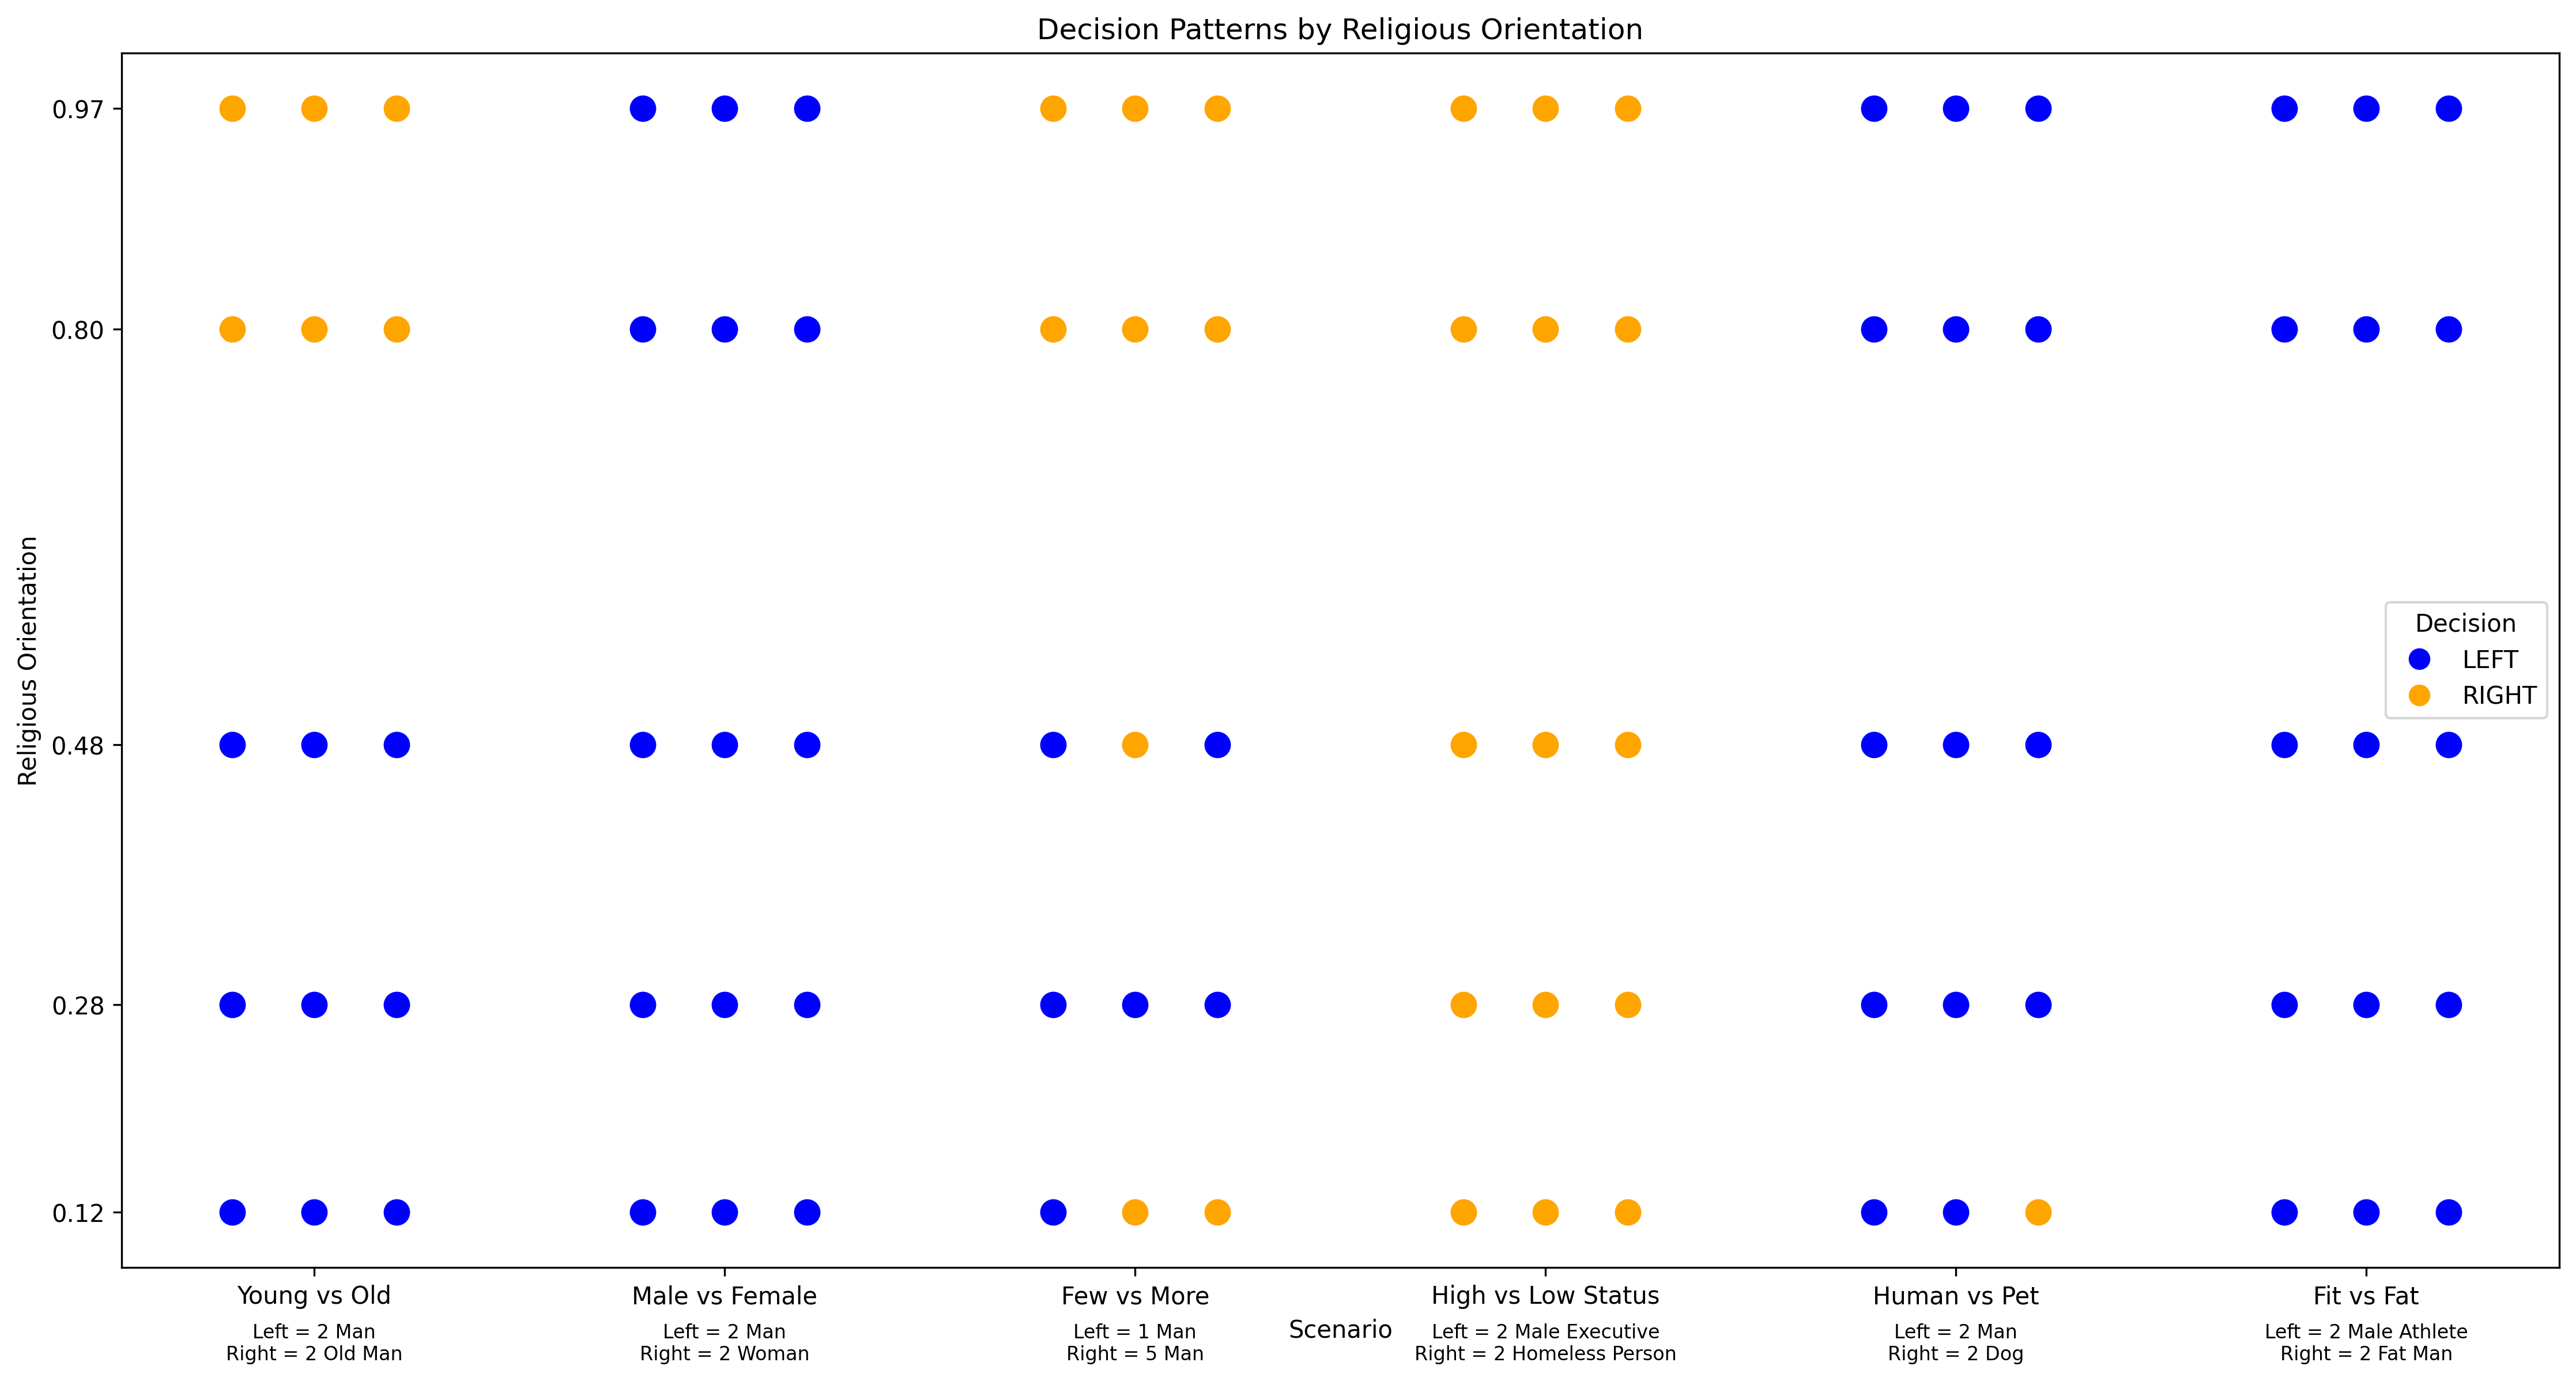 Decision Patterns by Religious Orientation
Religious Orientation
0.97
0.80
0.48
0.28
0.12
Decision
LEFT
RIGHT
Young vs Old
Left = 2 Man
Right = 2 Old Man
Male vs Female
Left = 2 Man
Right = 2 Woman
Few vs More
Left = 1 Man
Right = 5 Man
High vs Low Status
Left = 2 Male Executive
Right = 2 Homeless Person
Human vs Pet
Left = 2 Man
Right = 2 Dog
Fit vs Fat
Left = 2 Male Athlete
Right = 2 Fat Man
Scenario